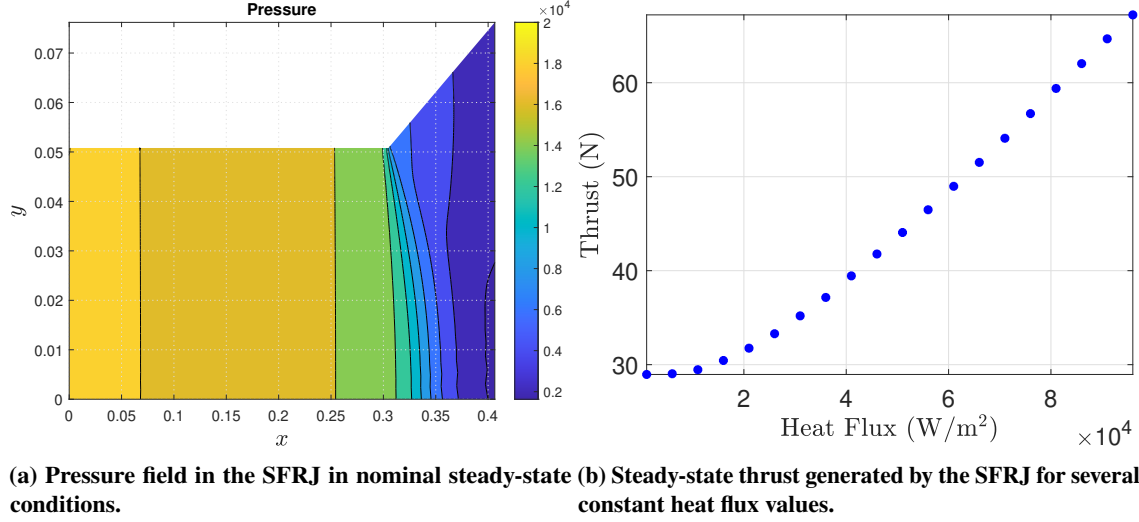 Pressure
×10⁴
0.07
0.06
0.05
0.04
0.03
0.02
0.01
0
y
0 0.05 0.1 0.15 0.2 0.25 0.3 0.35 0.4
x
2
1.8
1.6
1.4
1.2
1
0.8
0.6
0.4
0.2
60
50
40
30
Thrust (N)
2 4 6 8
Heat Flux (W/m²)
×10⁴
(a) Pressure field in the SFRJ in nominal steady-state
conditions.
(b) Steady-state thrust generated by the SFRJ for several
constant heat flux values.